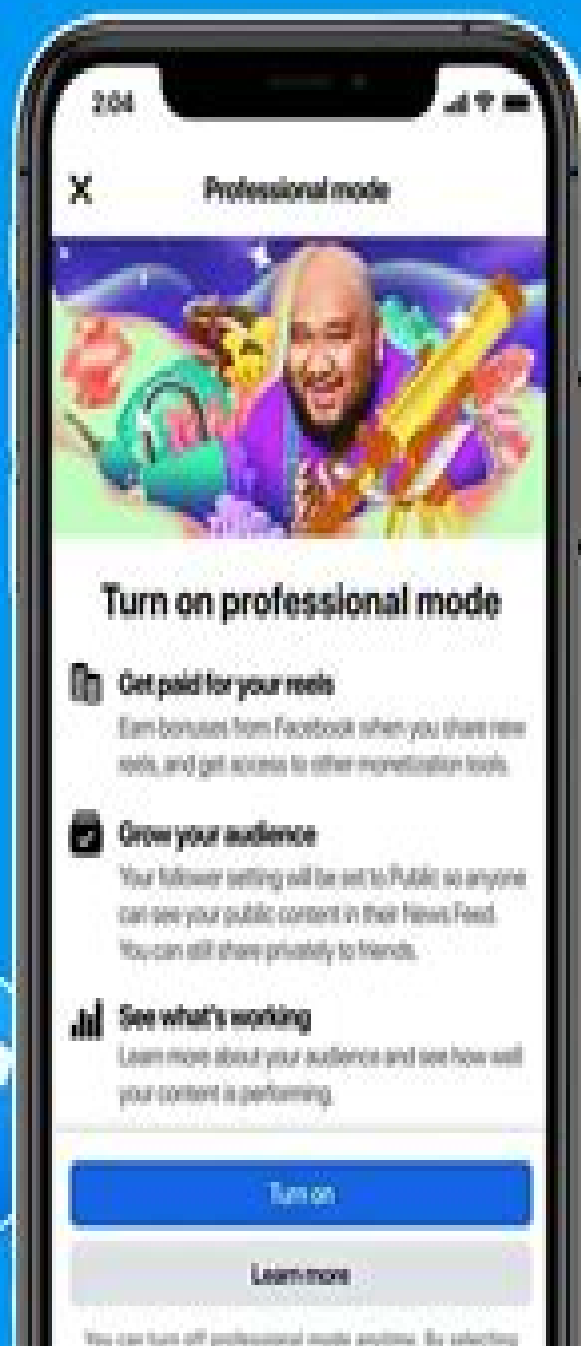 2:04
Professional mode
Turn on professional mode
Get paid for your reels
Earn bonuses from Facebook when you share new
reels, and get access to other monetization tools.
Grow your audience
Your follower setting will be set to Public so anyone
can see your public content in their News Feed.
You can still share privately to friends.
See what's working
Learn more about your audience and see how well
your content is performing.
Turn on
Learn more
You can turn off professional mode anytime. By selecting